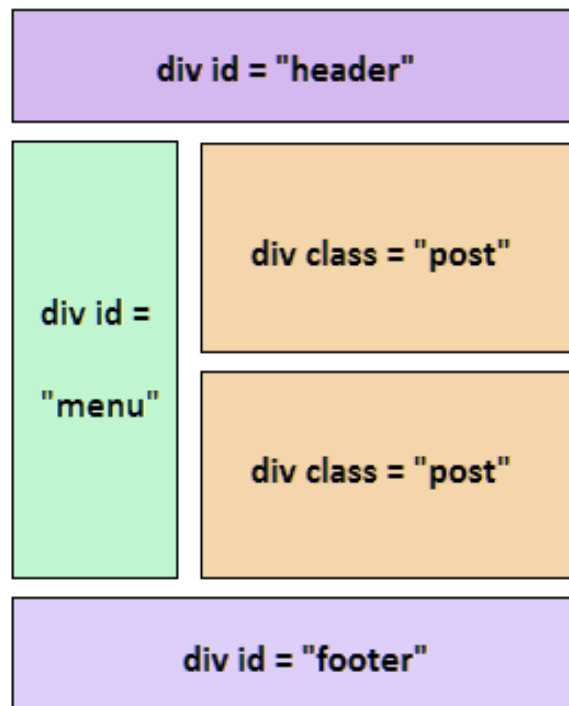 div id = "header"
div id =
"menu"
div class = "post"
div class = "post"
div id = "footer"